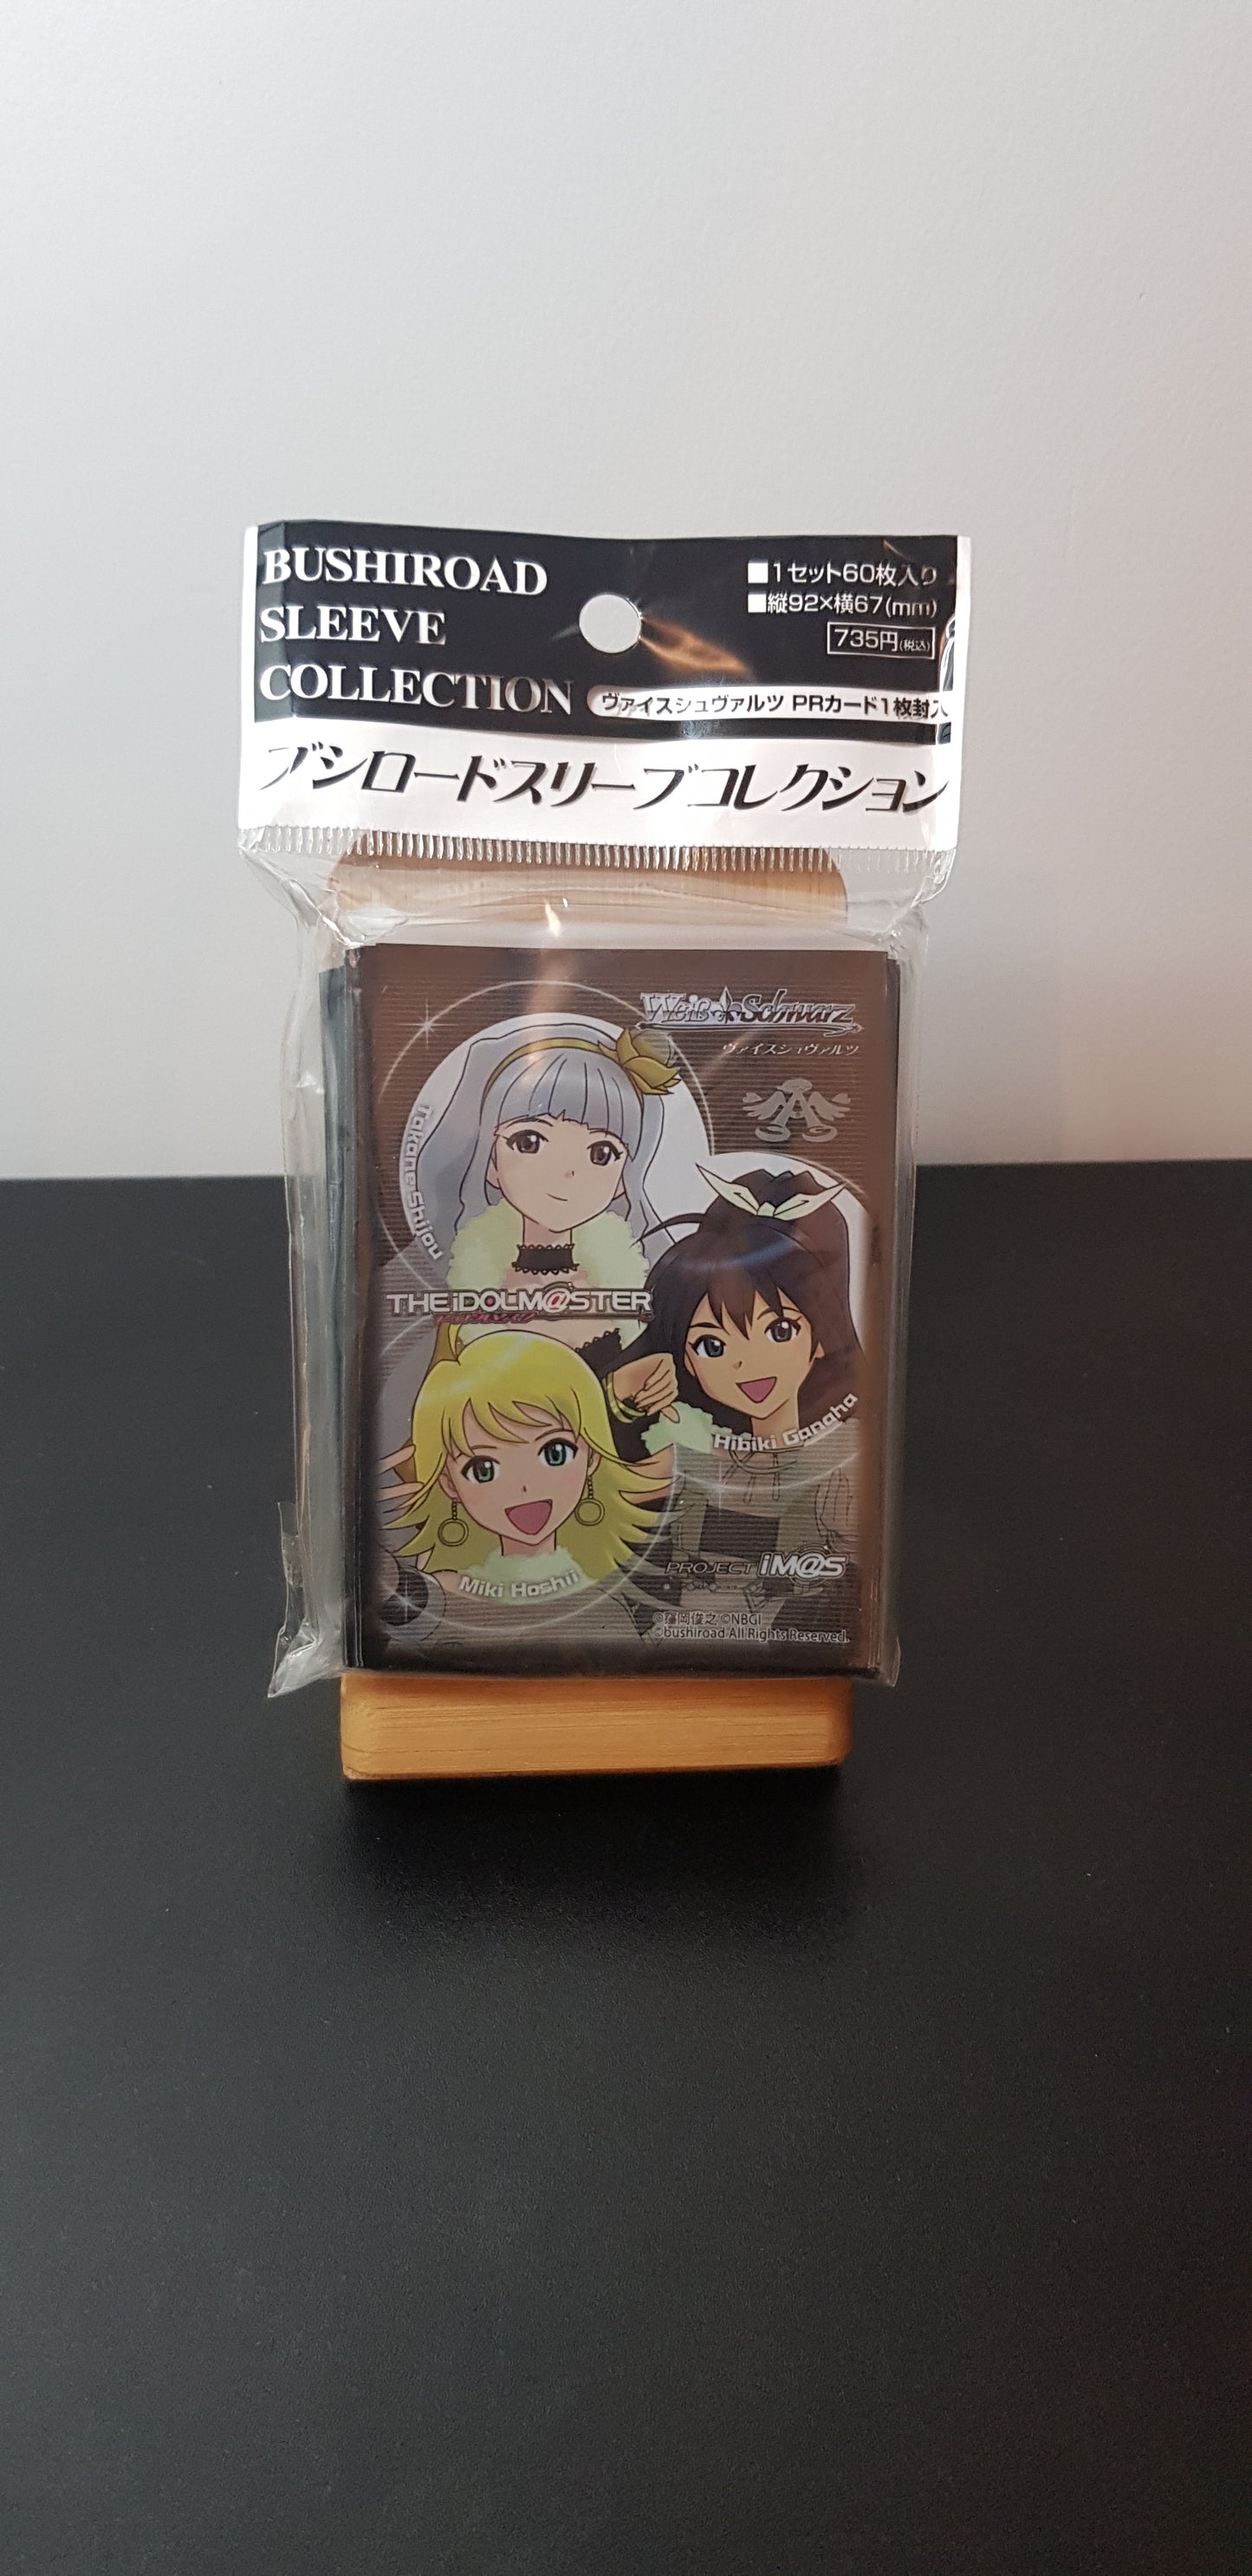 BUSHIROAD
SLEEVE
COLLECTION
■1セット60枚入り
■縦92×横67(mm)
735円(税込)
ヴァイスシュヴァルツ PRカード1枚封入
ブシロードスリーブコレクション
Weiß Schwarz
ヴァイスシュヴァルツ
Takane Shijou
THE iDOLM@STER
Hibiki Ganaha
Miki Hoshii
PROJECT iM@S
©窪岡俊之 ©NBGI
©bushiroad All Rights Reserved.